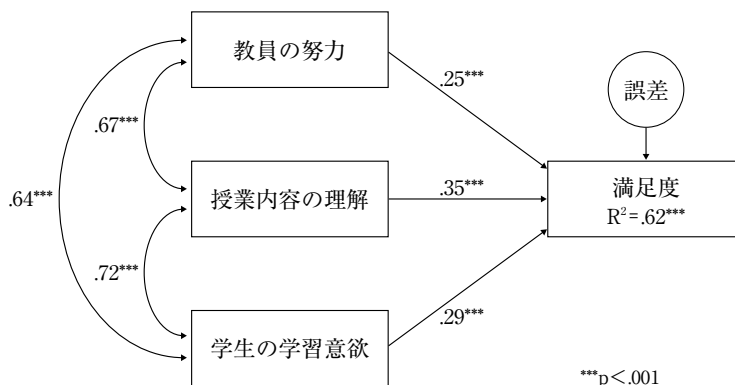 教員の努力
.25***
誤差
.67***
.64***
授業内容の理解
.35***
満足度
R²=.62***
.72***
.29***
学生の学習意欲
***p<.001